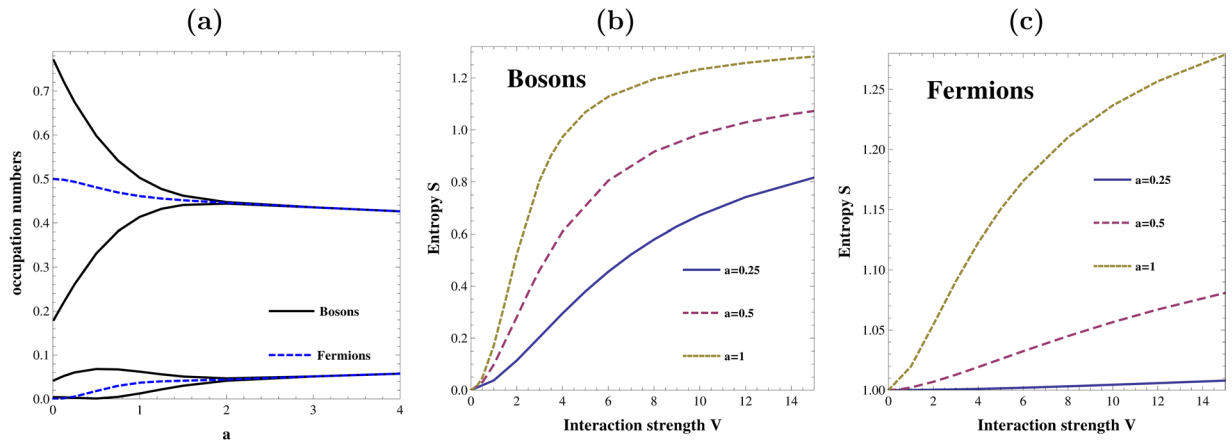 (a)
occupation numbers
0.7
0.6
0.5
0.4
0.3
0.2
0.1
0.0
0 1 2 3 4
a
Bosons
Fermions
(b)
Bosons
Entropy S
1.2
1.0
0.8
0.6
0.4
0.2
0.0
0 2 4 6 8 10 12 14
Interaction strength V
a=0.25
a=0.5
a=1
(c)
Fermions
Entropy S
1.25
1.20
1.15
1.10
1.05
1.00
0 2 4 6 8 10 12 14
Interaction strength V
a=0.25
a=0.5
a=1